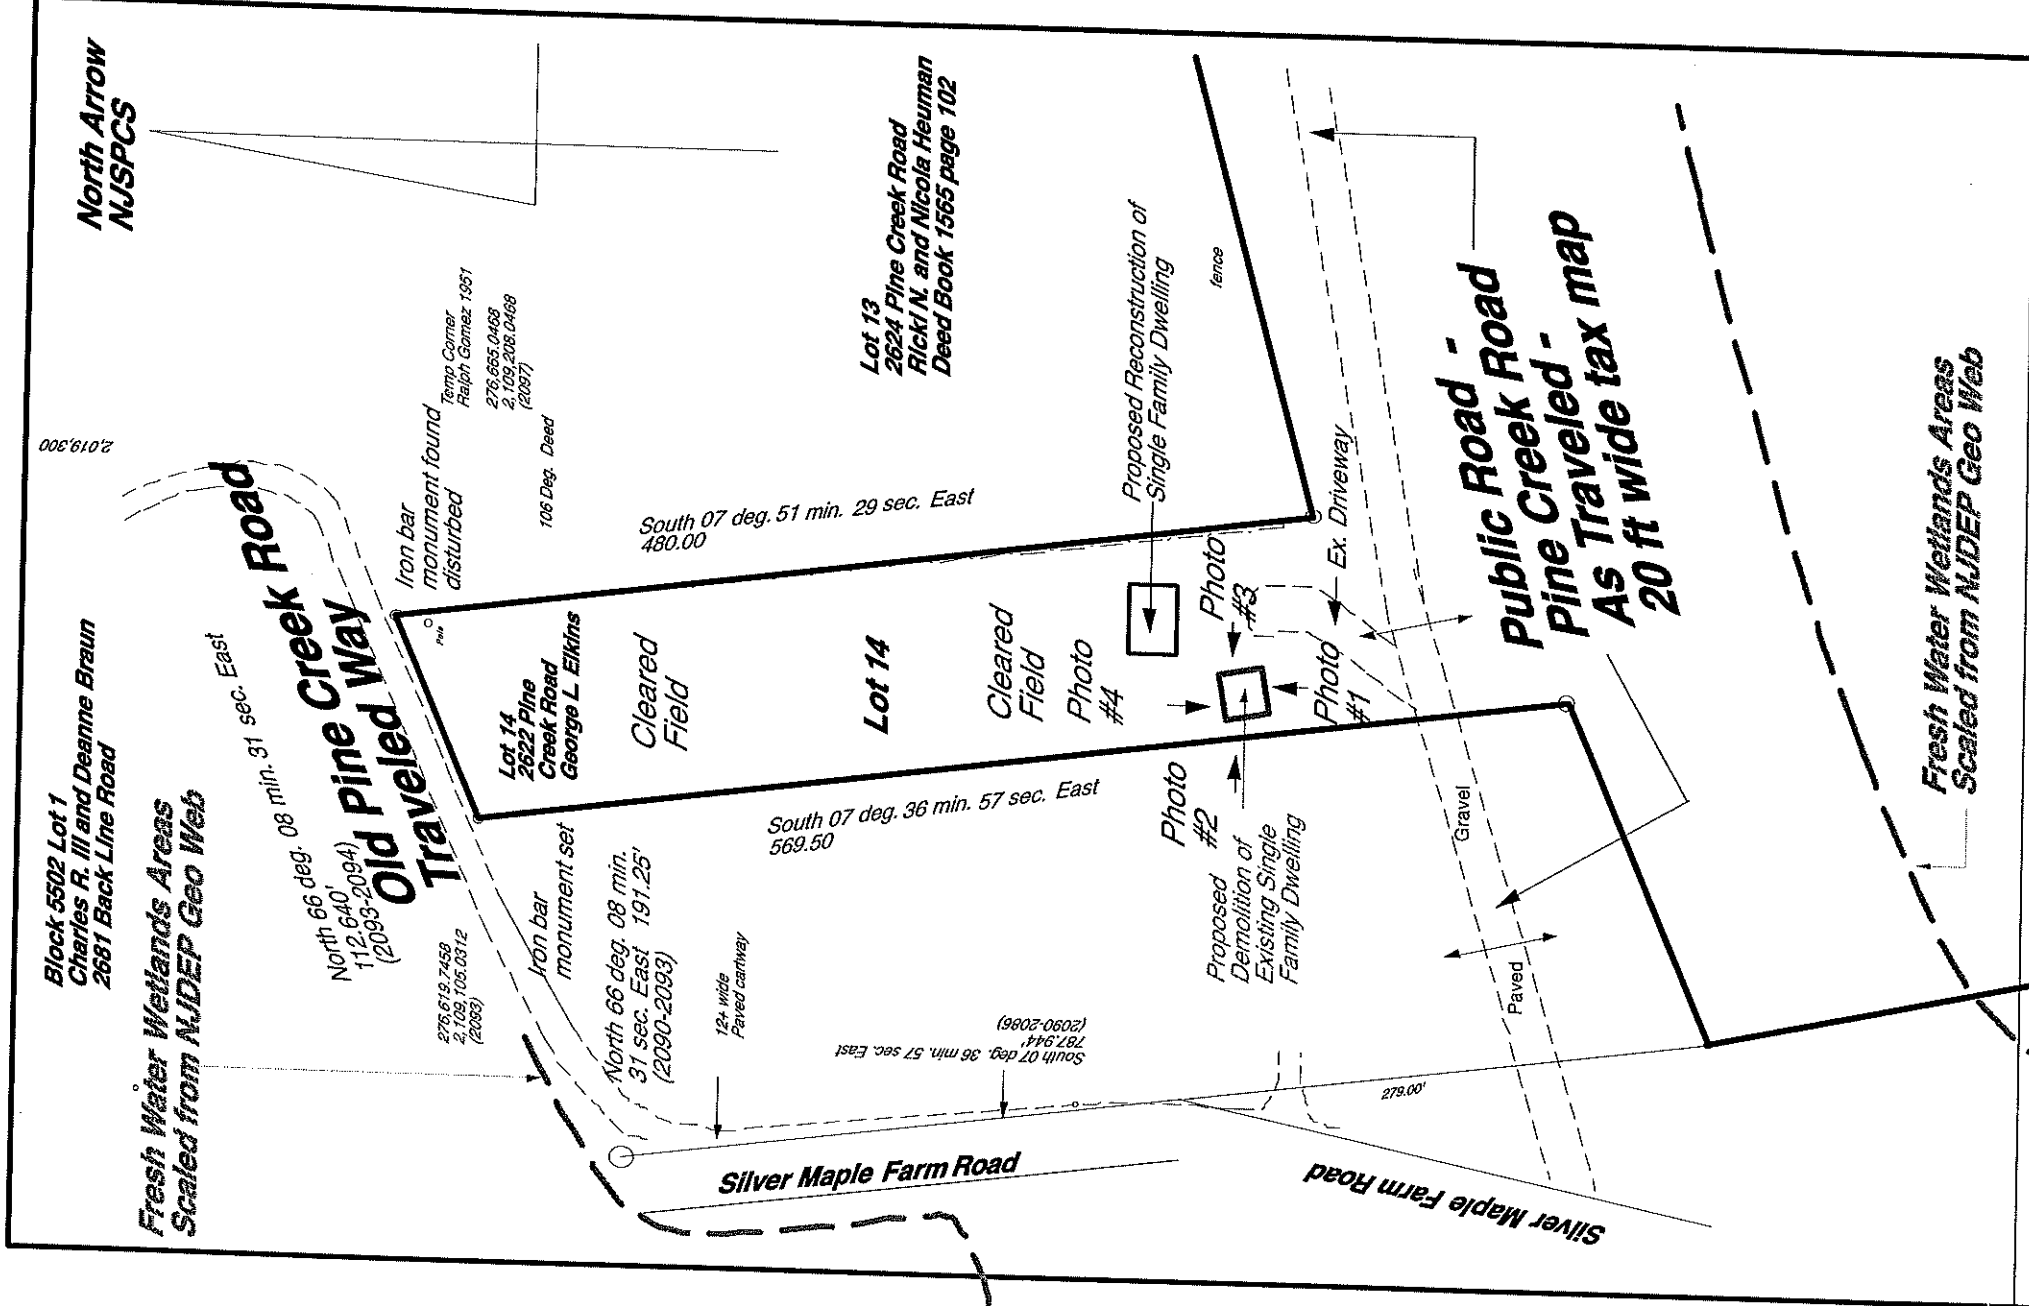 North Arrow
NJSPCS
2,019,300
Block 5502 Lot 1
Charles R. III and Deanne Braun
2681 Back Line Road
Fresh Water Wetlands Areas
Scaled from NJDEP Geo Web
North 66 deg. 08 min. 31 sec. East
112.640'
(2093-2094)
Old Pine Creek Road
Old Pine Way
Traveled
Iron bar
monument found
disturbed
Temp Corner
Ralph Gomez 1951
276,665.0468
2,109,208.0468
(2097)
106 Deg. Deed
Pole
276,619.7458
2,109,105.0312
(2093)
Iron bar
monument set
North 66 deg. 08 min.
31 sec. East 191.25'
(2090-2093)
Lot 14
2622 Pine
Creek Road
George L. Elkins
Cleared
Field
South 07 deg. 51 min. 29 sec. East
480.00
Lot 13
2624 Pine Creek Road
Ricki N. and Nicola Heuman
Deed Book 1565 page 102
12+ wide
Paved cartway
South 07 deg. 36 min. 57 sec. East
569.50
Lot 14
South 07 deg. 36 min. 57 sec. East
787.944'
(2090-2086)
Silver Maple Farm Road
Cleared
Field
Photo
#4
Proposed Reconstruction of
Single Family Dwelling
fence
Photo
#3
Photo
#2
Photo
#1
Ex. Driveway
Proposed
Demolition of
Existing Single
Family Dwelling
279.00'
Silver Maple Farm Road
Gravel
Paved
Public Road -
Pine Creek Road
Pine Creek -
As Traveled -
20 ft wide tax map
Fresh Water Wetlands Areas
Scaled from NJDEP Geo Web